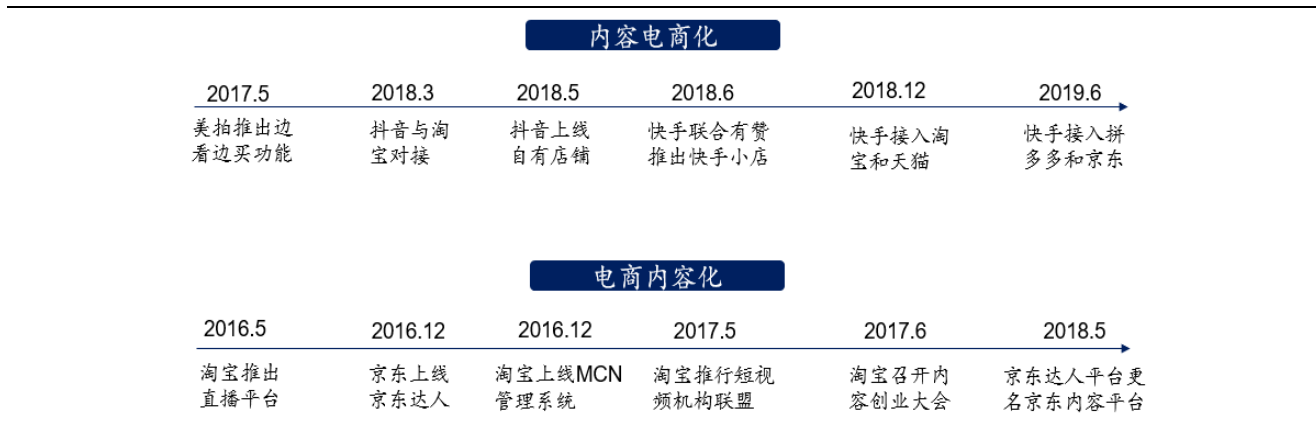 内容电商化
2017.5
2018.3
2018.5
2018.6
2018.12
2019.6
美拍推出边
看边买功能
抖音与淘
宝对接
抖音上线
自有店铺
快手联合有赞
推出快手小店
快手接入淘
宝和天猫
快手接入拼
多多和京东
电商内容化
2016.5
2016.12
2016.12
2017.5
2017.6
2018.5
淘宝推出
直播平台
京东上线
京东达人
淘宝上线MCN
管理系统
淘宝推行短视
频机构联盟
淘宝召开内
容创业大会
京东达人平台更
名京东内容平台